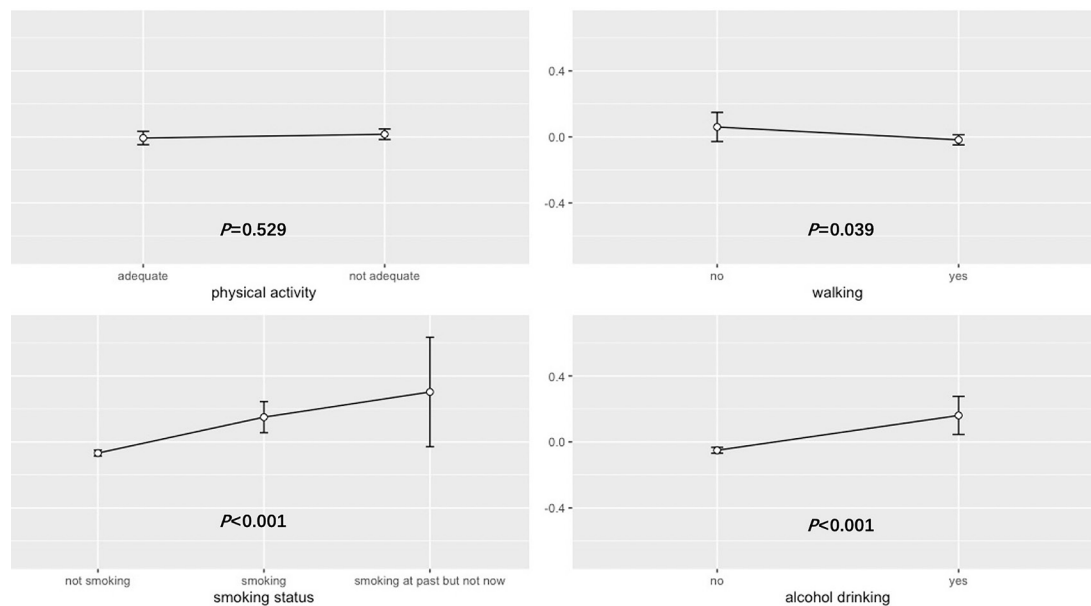 P=0.529
adequate not adequate
physical activity
0.4
0.0
-0.4
P=0.039
no yes
walking
P<0.001
not smoking smoking smoking at past but not now
smoking status
0.4
0.0
-0.4
P<0.001
no yes
alcohol drinking